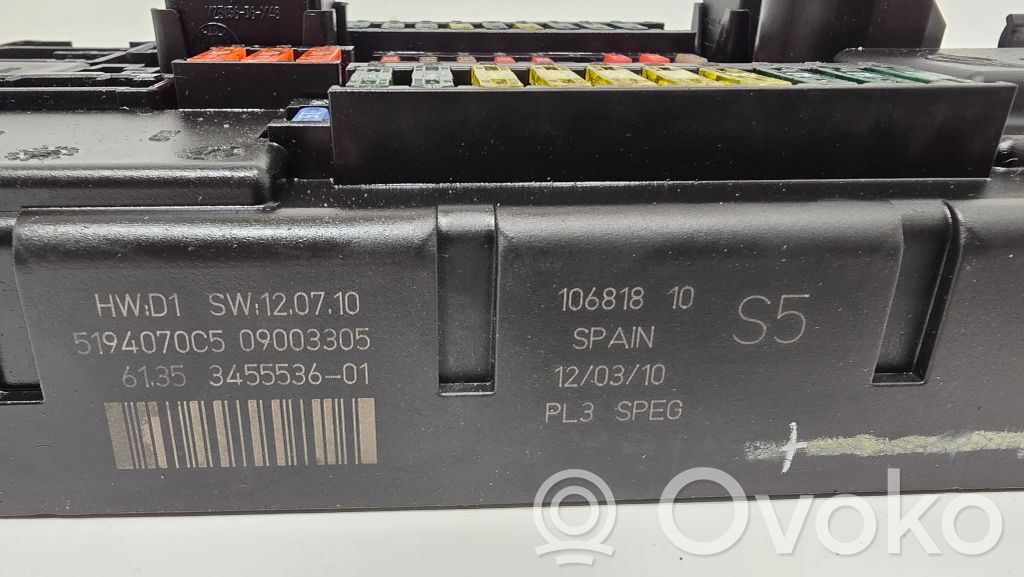 HW:D1 SW:12.07.10
5194070C5 09003305
61.35 3455536-01
106818 10
SPAIN
12/03/10
PL3 SPEG
S5
© Ovoko